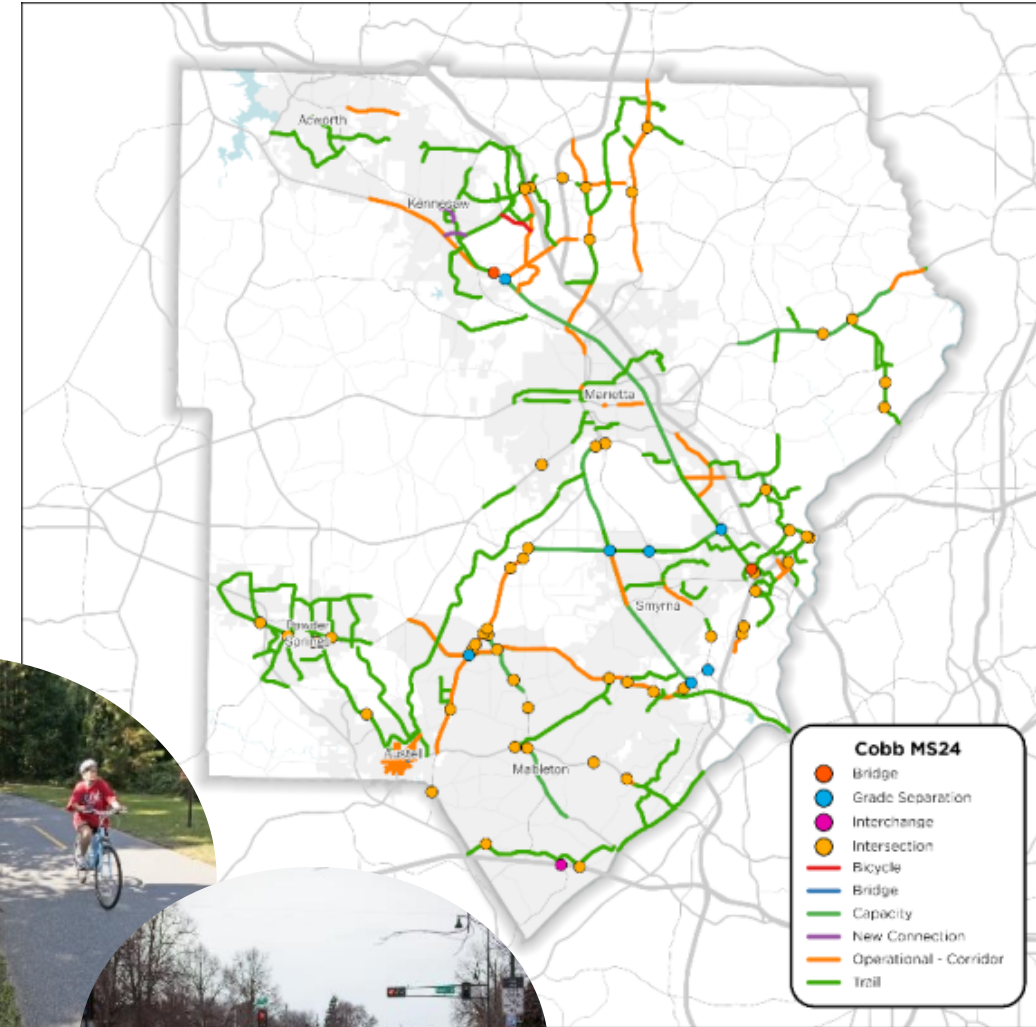 Acworth
Kennesaw
Marietta
Smyrna
Powder
Springs
Austell
Mableton
Cobb MS24
Bridge
Grade Separation
Interchange
Intersection
Bicycle
Bridge
Capacity
New Connection
Operational - Corridor
Trail